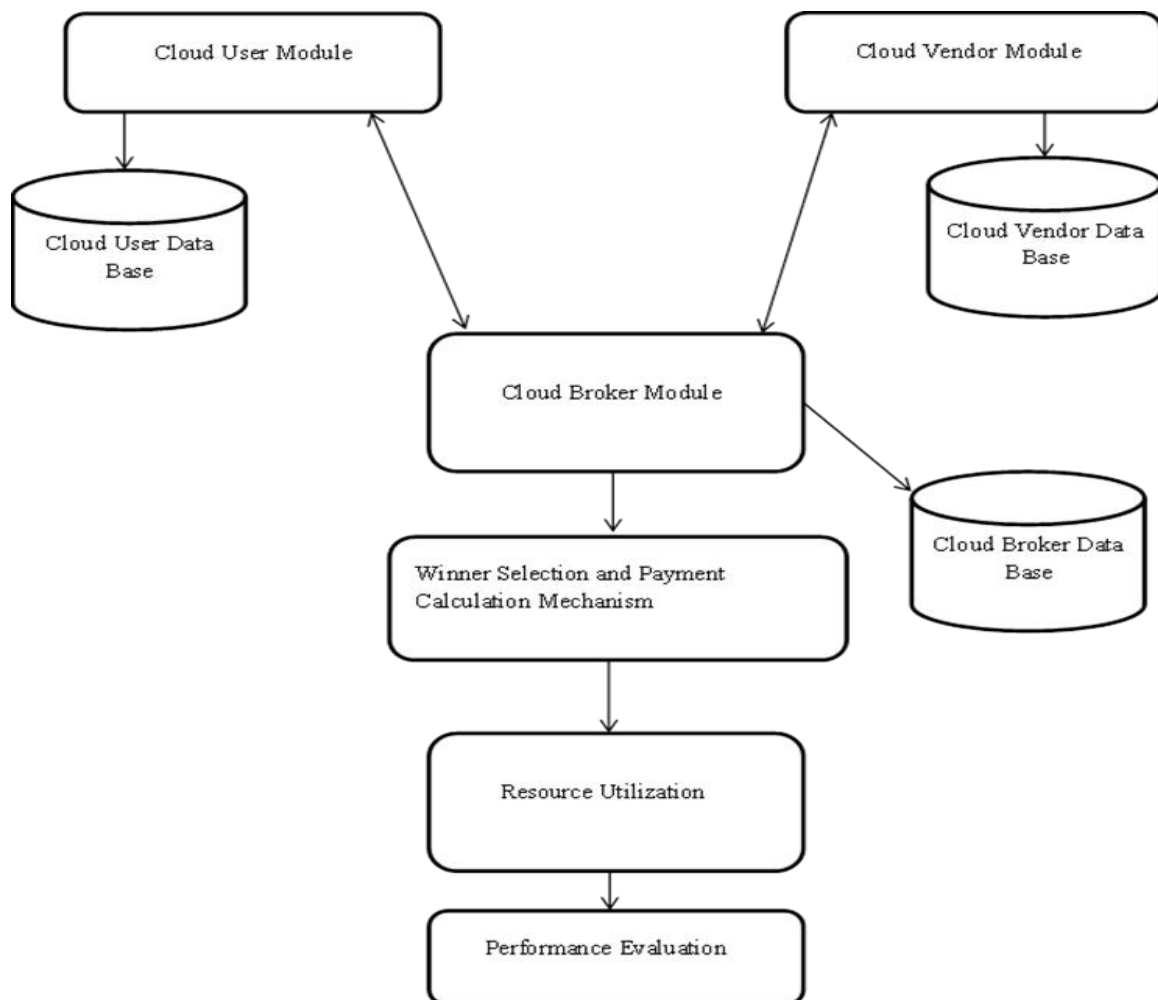 Cloud User Module
Cloud Vendor Module
Cloud User Data
Base
Cloud Vendor Data
Base
Cloud Broker Module
Cloud Broker Data
Base
Winner Selection and Payment
Calculation Mechanism
Resource Utilization
Performance Evaluation